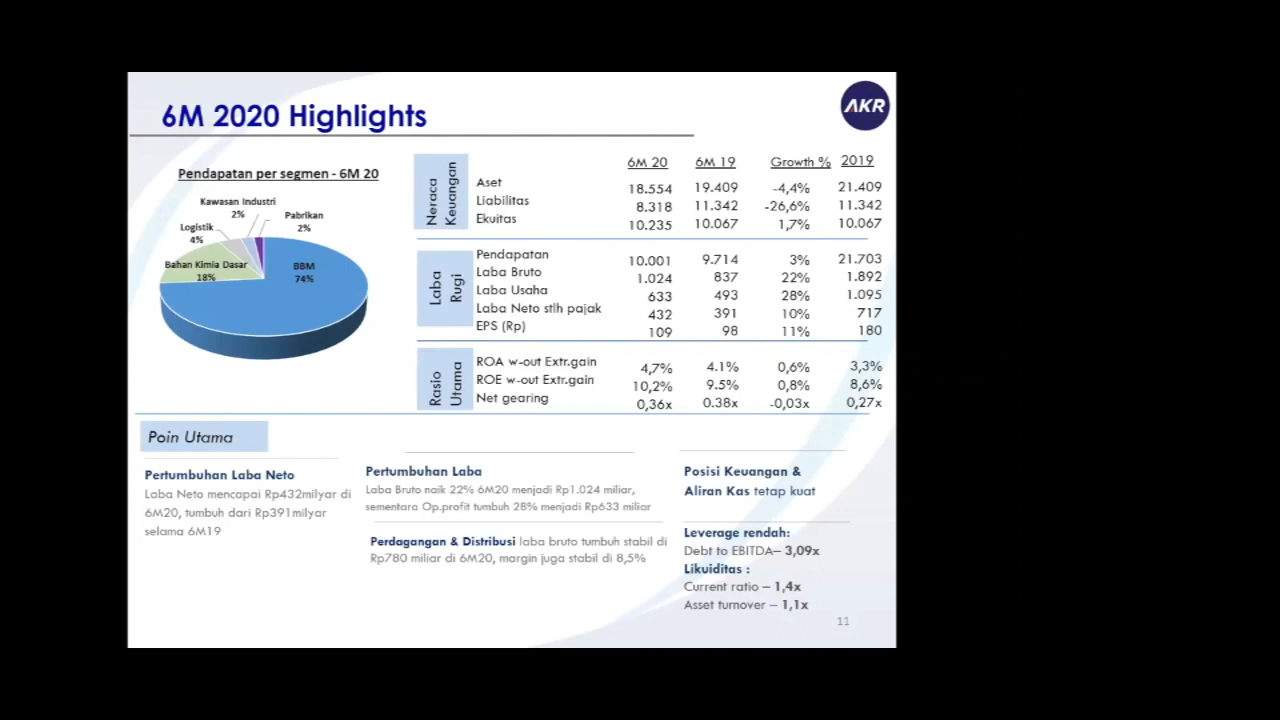 6M 2020 Highlights
AKR
Pendapatan per segmen - 6M 20
Kawasan Industri
2%
Pabrikan
2%
Logistik
4%
Bahan Kimia Dasar
18%
BBM
74%
6M 20 6M 19 Growth % 2019
Neraca
Keuangan
Aset 18.554 19.409 -4,4% 21.409
Liabilitas 8.318 11.342 -26,6% 11.342
Ekuitas 10.235 10.067 1,7% 10.067
Laba
Rugi
Pendapatan 10.001 9.714 3% 21.703
Laba Bruto 1.024 837 22% 1.892
Laba Usaha 633 493 28% 1.095
Laba Neto stlh pajak 432 391 10% 717
EPS (Rp) 109 98 11% 180
Rasio
Utama
ROA w-out Extr.gain 4,7% 4.1% 0,6% 3,3%
ROE w-out Extr.gain 10,2% 9.5% 0,8% 8,6%
Net gearing 0,36x 0.38x -0,03x 0,27x
Poin Utama
Pertumbuhan Laba Neto
Laba Neto mencapai Rp432milyar di
6M20, tumbuh dari Rp391milyar
selama 6M19
Pertumbuhan Laba
Laba Bruto naik 22% 6M20 menjadi Rp1.024 miliar,
sementara Op.profit tumbuh 28% menjadi Rp633 miliar
Perdagangan & Distribusi laba bruto tumbuh stabil di
Rp780 miliar di 6M20, margin juga stabil di 8,5%
Posisi Keuangan &
Aliran Kas tetap kuat
Leverage rendah:
Debt to EBITDA– 3,09x
Likuiditas :
Current ratio – 1,4x
Asset turnover – 1,1x
11